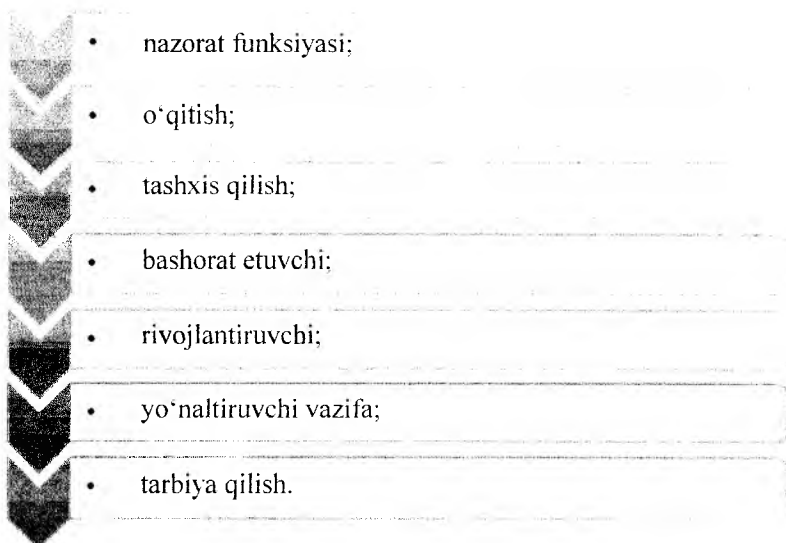 • nazorat funksiyasi;
• o‘qitish;
• tashxis qilish;
• bashorat etuvchi;
• rivojlantiruvchi;
• yo‘naltiruvchi vazifa;
• tarbiya qilish.